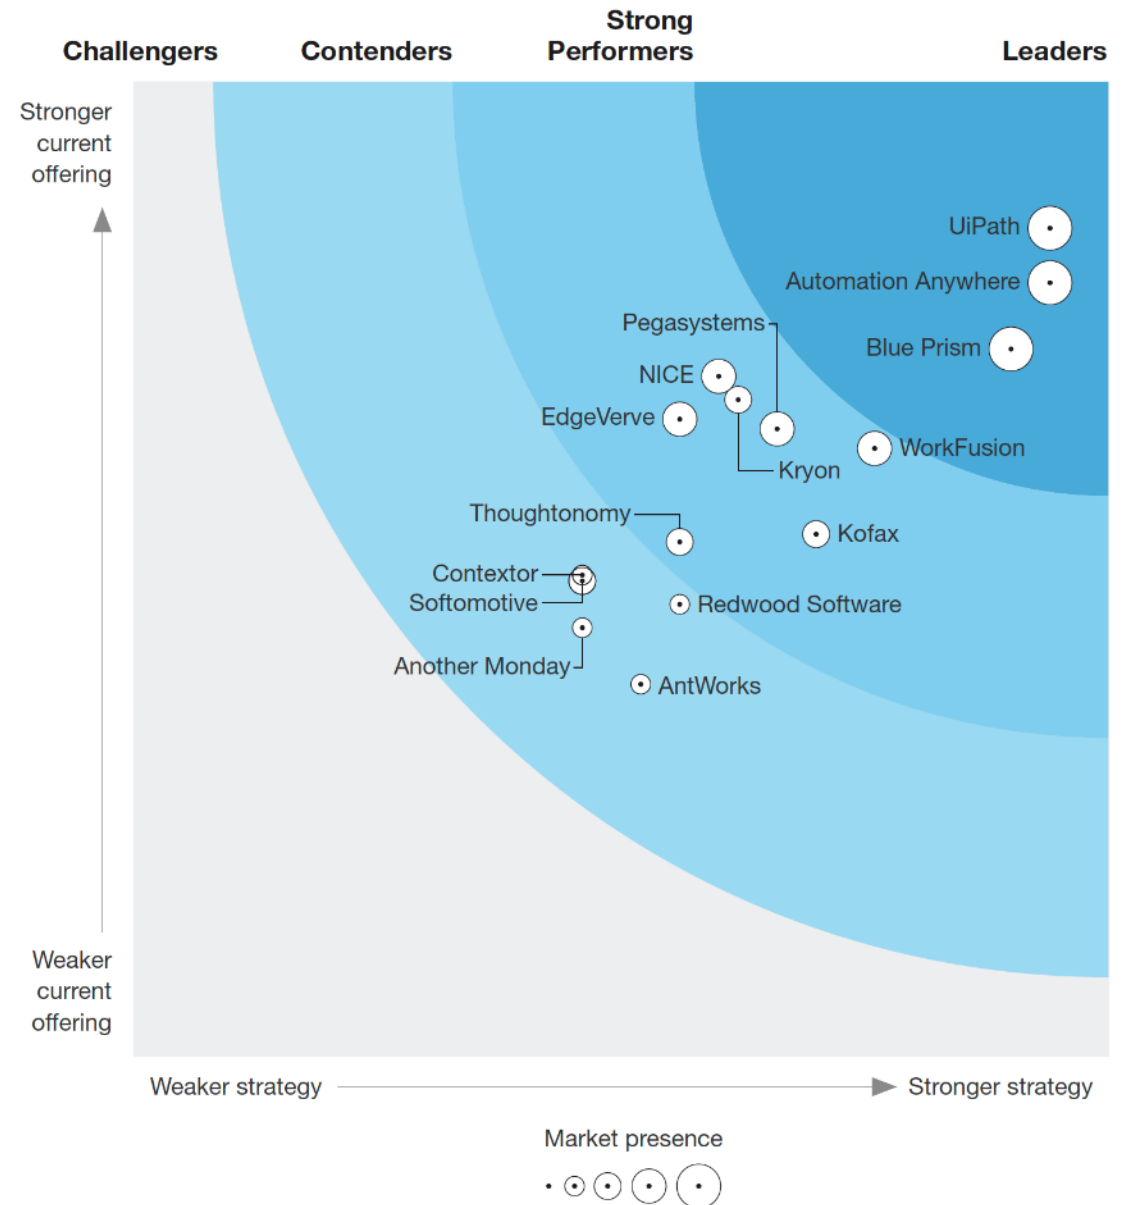 Strong
Challengers Contenders Performers Leaders
Stronger
current
offering
UiPath
Automation Anywhere
Pegasystems
Blue Prism
NICE
EdgeVerve
WorkFusion
Kryon
Thoughtonomy
Kofax
Contextor
Softomotive
Redwood Software
Another Monday
AntWorks
Weaker
current
offering
Weaker strategy
Stronger strategy
Market presence